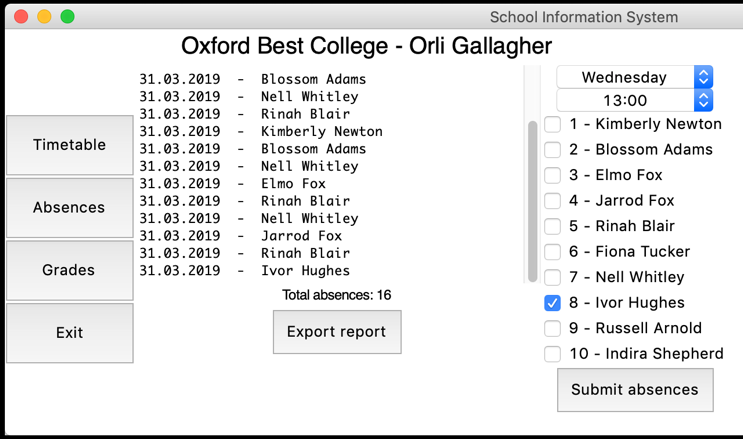 School Information System
Oxford Best College - Orli Gallagher
Timetable
Absences
Grades
Exit
31.03.2019  -  Blossom Adams
31.03.2019  -  Nell Whitley
31.03.2019  -  Rinah Blair
31.03.2019  -  Kimberly Newton
31.03.2019  -  Blossom Adams
31.03.2019  -  Nell Whitley
31.03.2019  -  Elmo Fox
31.03.2019  -  Rinah Blair
31.03.2019  -  Nell Whitley
31.03.2019  -  Jarrod Fox
31.03.2019  -  Rinah Blair
31.03.2019  -  Ivor Hughes
Total absences: 16
Export report
Wednesday
13:00
1 - Kimberly Newton
2 - Blossom Adams
3 - Elmo Fox
4 - Jarrod Fox
5 - Rinah Blair
6 - Fiona Tucker
7 - Nell Whitley
8 - Ivor Hughes
9 - Russell Arnold
10 - Indira Shepherd
Submit absences